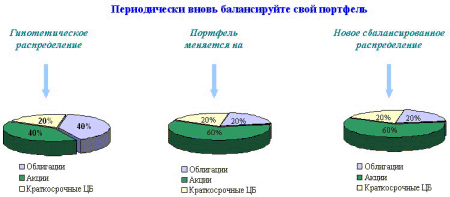 Периодически вновь балансируйте свой портфель
Гипотетическое
распределение
20%
40%
40%
Облигации
Акции
Краткосрочные ЦБ
Портфель
меняется на
20%
20%
60%
Облигации
Акции
Краткосрочные ЦБ
Новое сбалансированное
распределение
20%
20%
60%
Облигации
Акции
Краткосрочные ЦБ